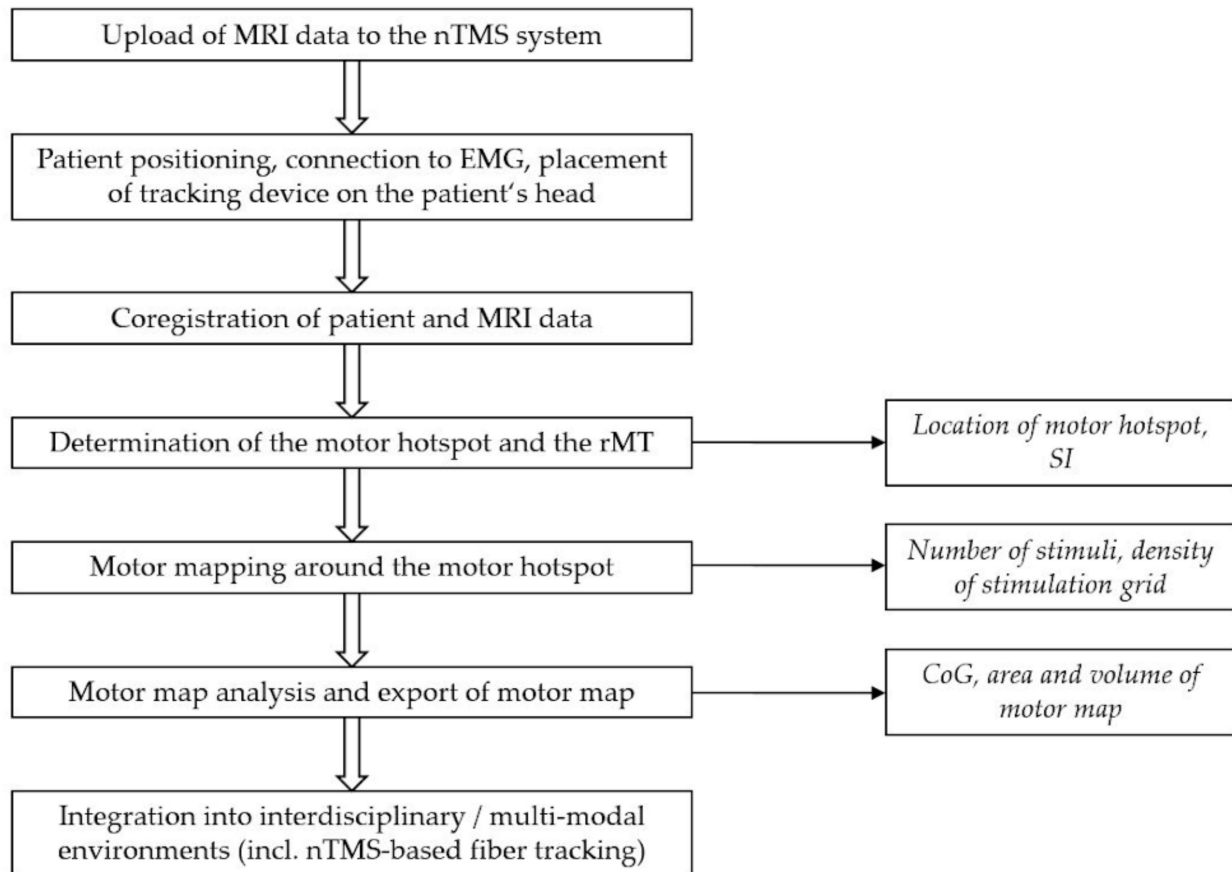 Upload of MRI data to the nTMS system
Patient positioning, connection to EMG, placement
of tracking device on the patient‘s head
Coregistration of patient and MRI data
Determination of the motor hotspot and the rMT
Location of motor hotspot,
SI
Motor mapping around the motor hotspot
Number of stimuli, density
of stimulation grid
Motor map analysis and export of motor map
CoG, area and volume of
motor map
Integration into interdisciplinary / multi-modal
environments (incl. nTMS-based fiber tracking)